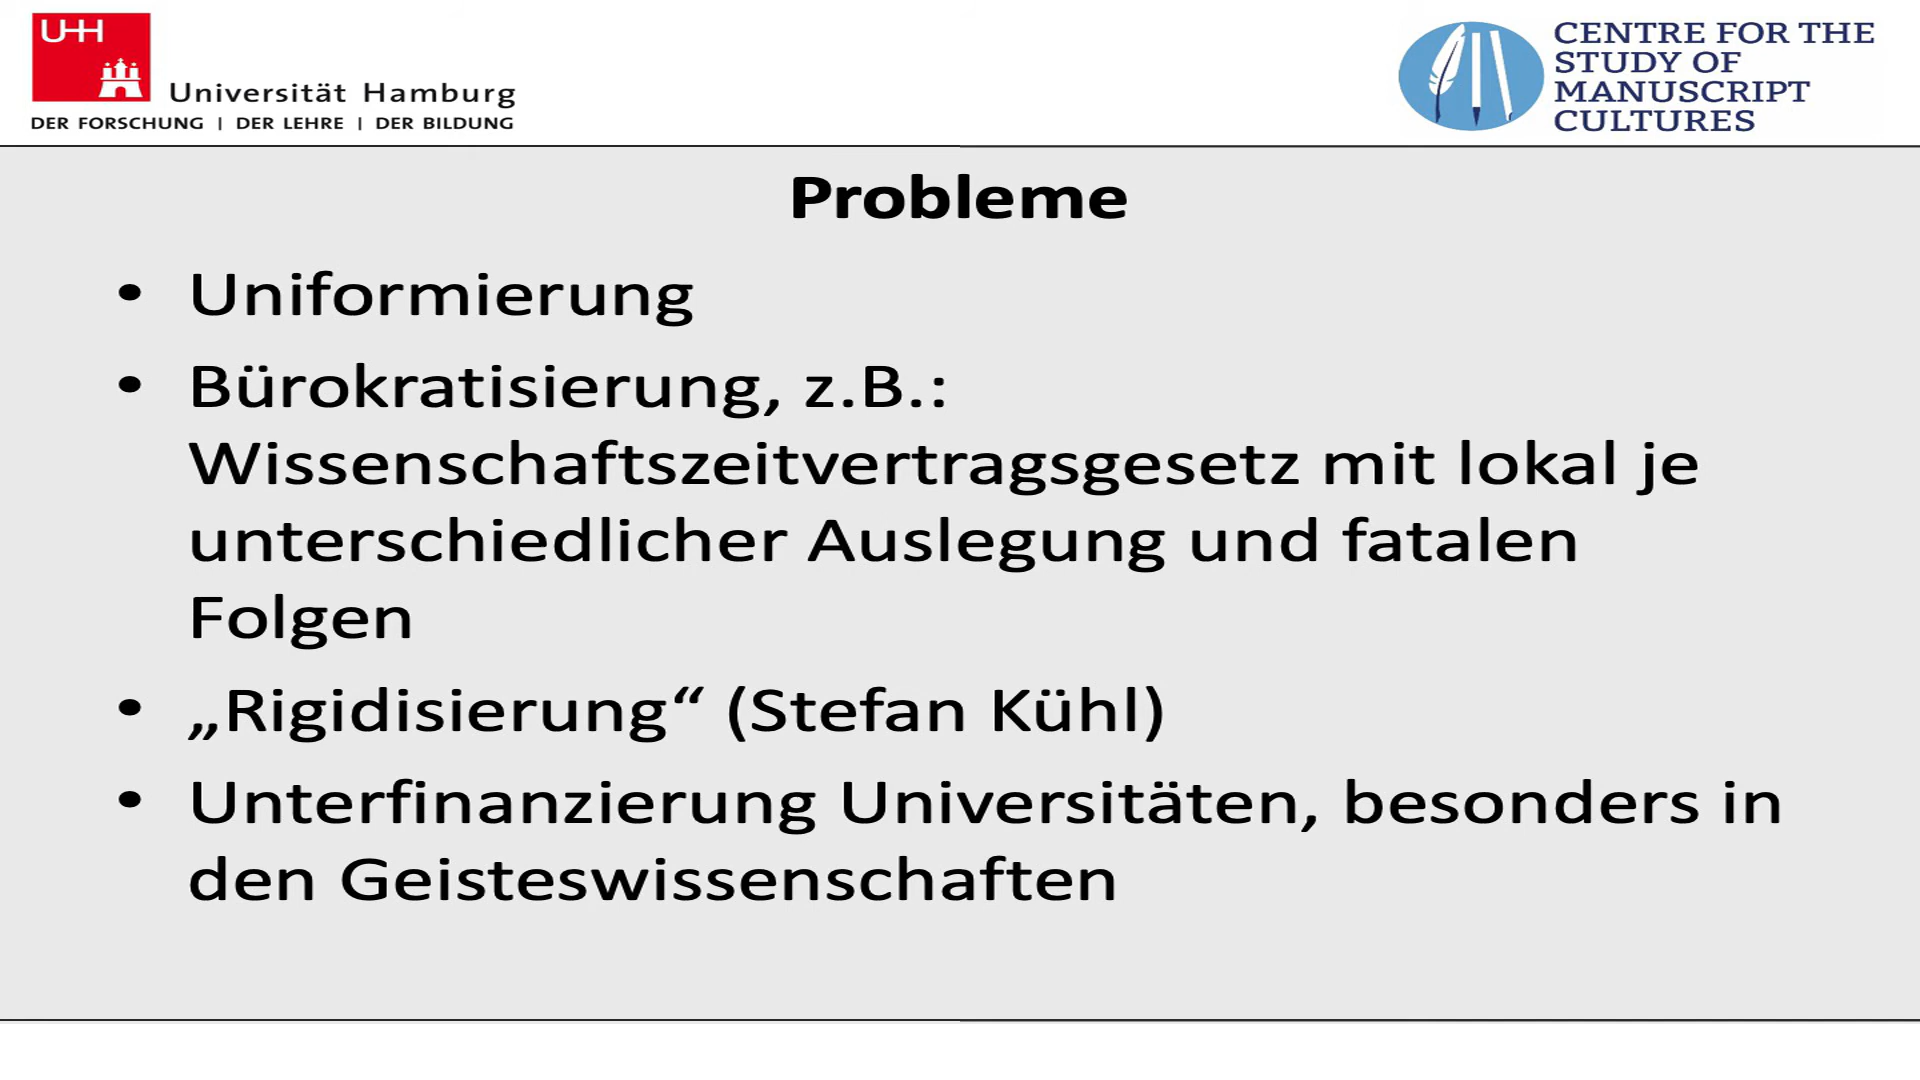 UHH
Universität Hamburg
DER FORSCHUNG | DER LEHRE | DER BILDUNG
CENTRE FOR THE
STUDY OF
MANUSCRIPT
CULTURES
Probleme
• Uniformierung
• Bürokratisierung, z.B.:
Wissenschaftszeitvertragsgesetz mit lokal je
unterschiedlicher Auslegung und fatalen
Folgen
• „Rigidisierung“ (Stefan Kühl)
• Unterfinanzierung Universitäten, besonders in
den Geisteswissenschaften